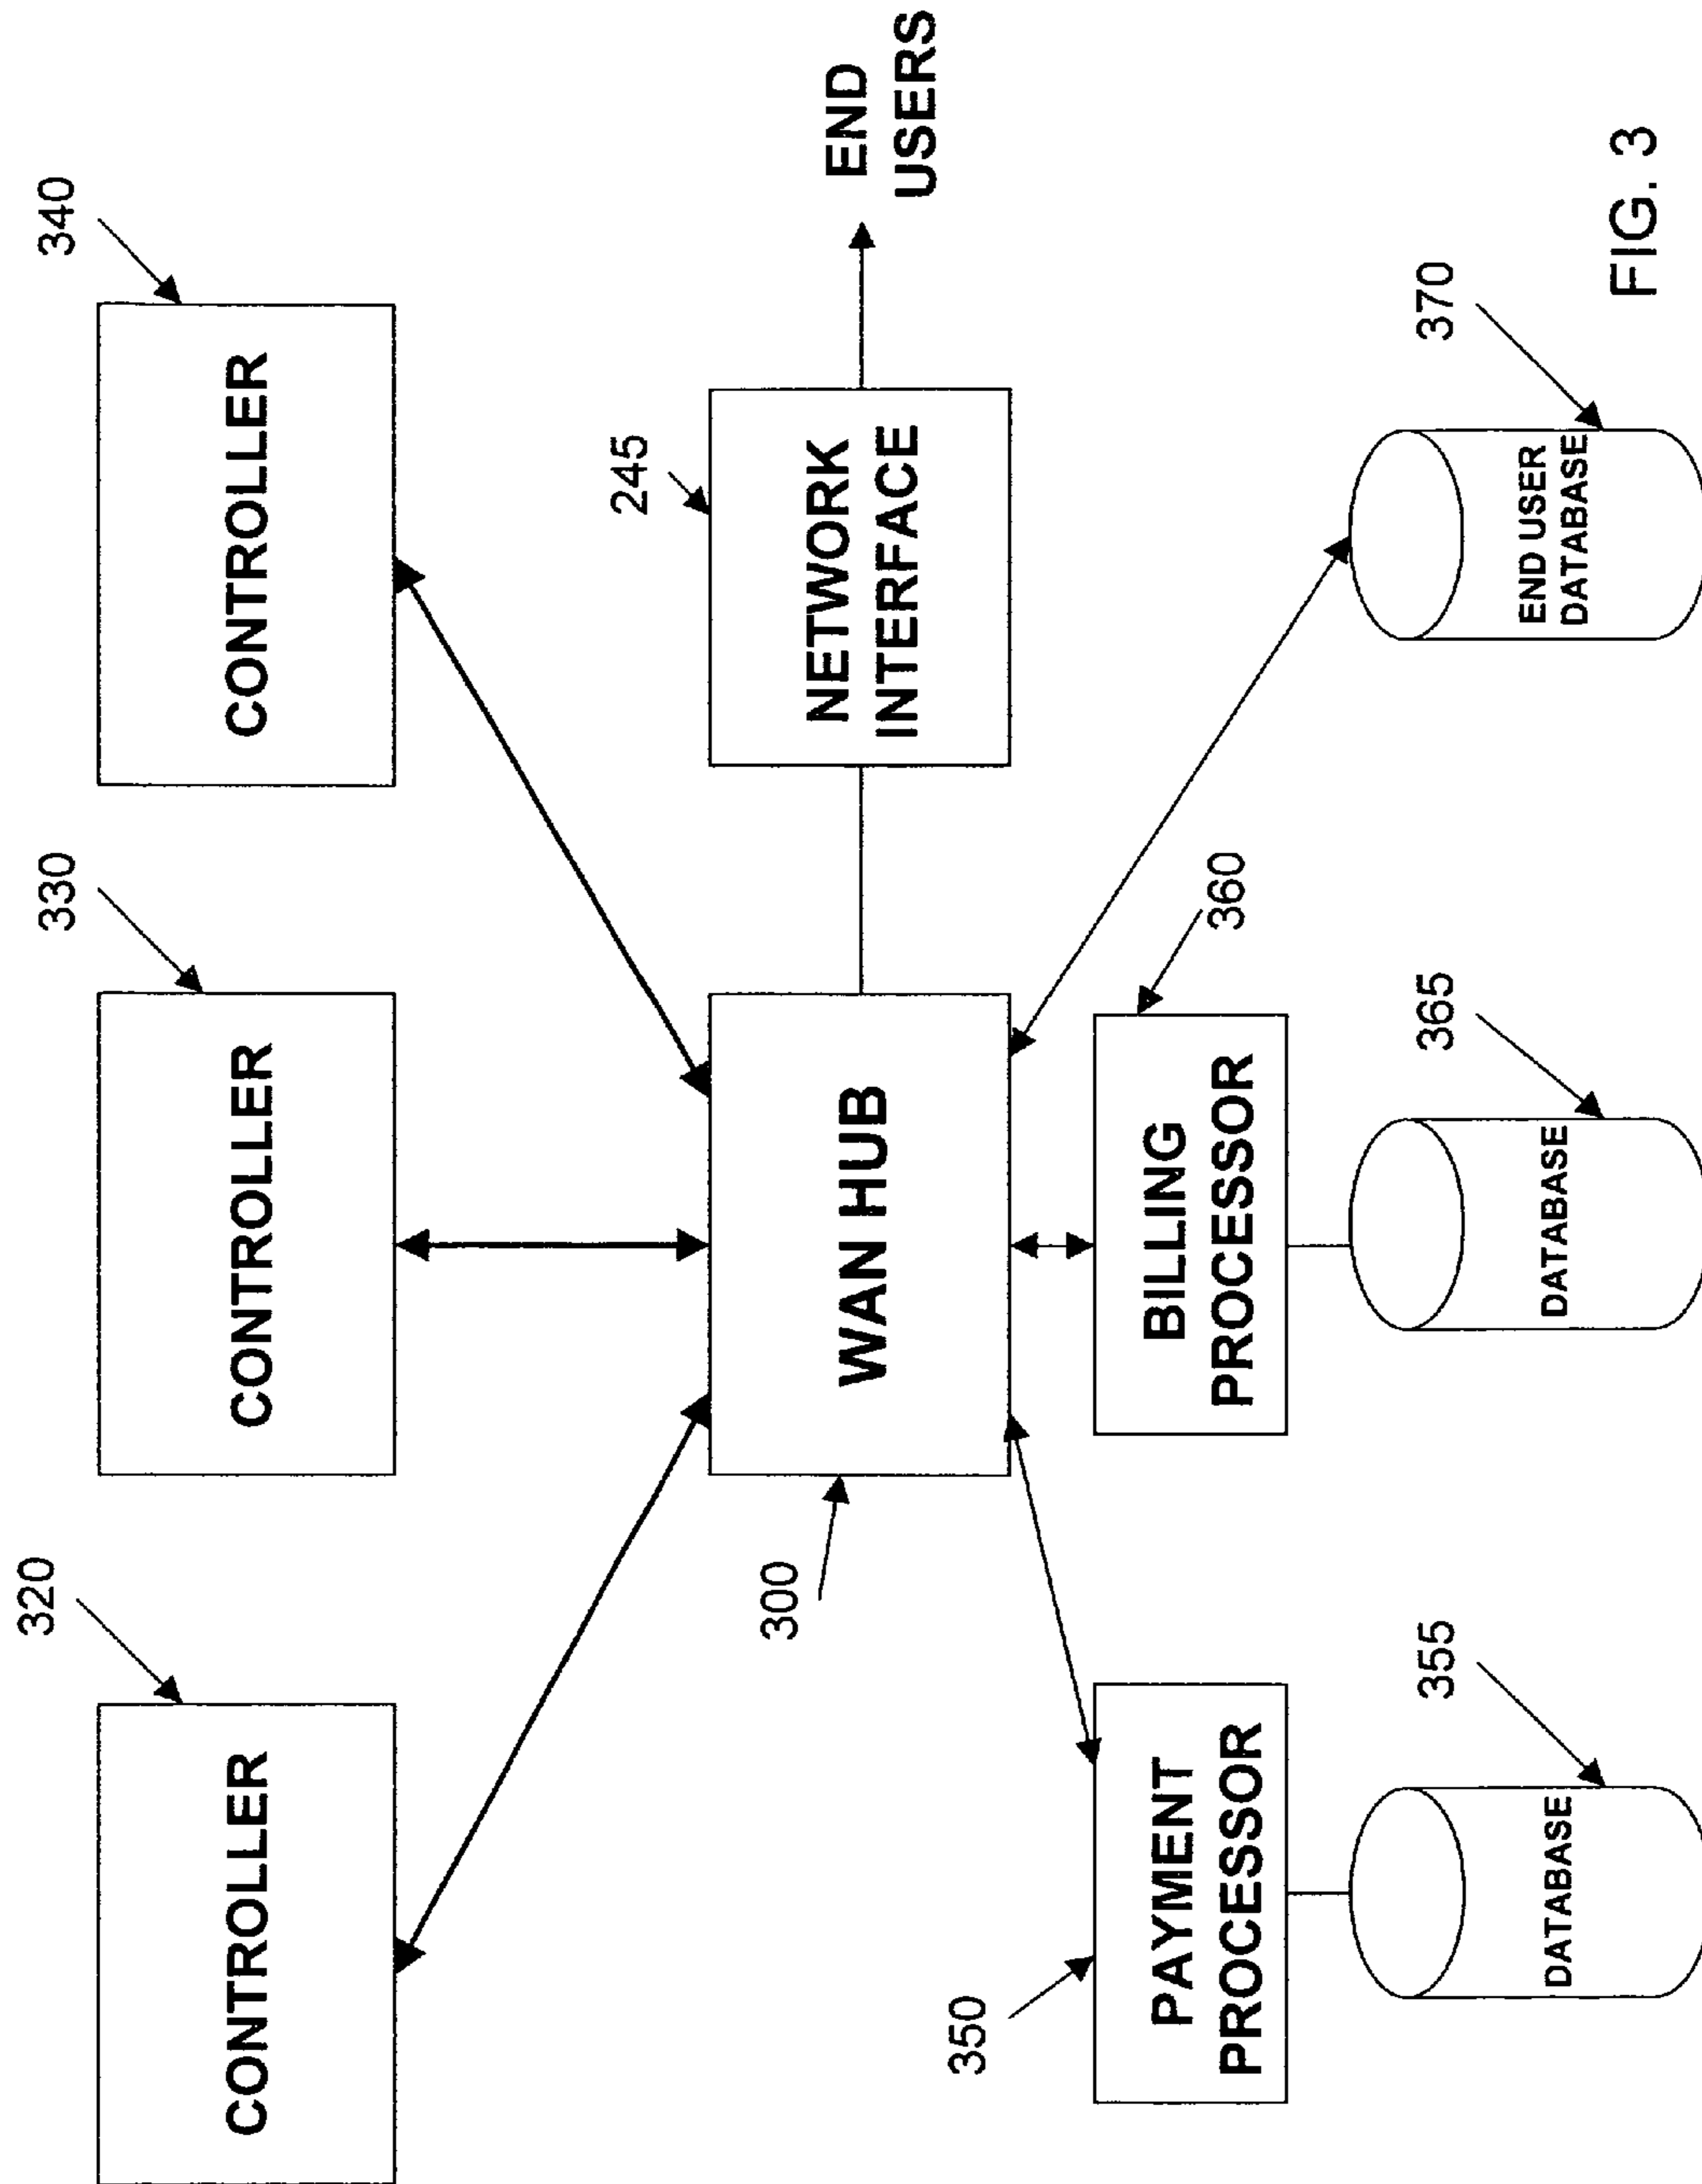 320
330
340
CONTROLLER
CONTROLLER
CONTROLLER
300
WAN HUB
245
NETWORK
INTERFACE
END
USERS
350
PAYMENT
PROCESSOR
BILLING
PROCESSOR
360
355
DATABASE
365
DATABASE
370
END USER
DATABASE
FIG. 3